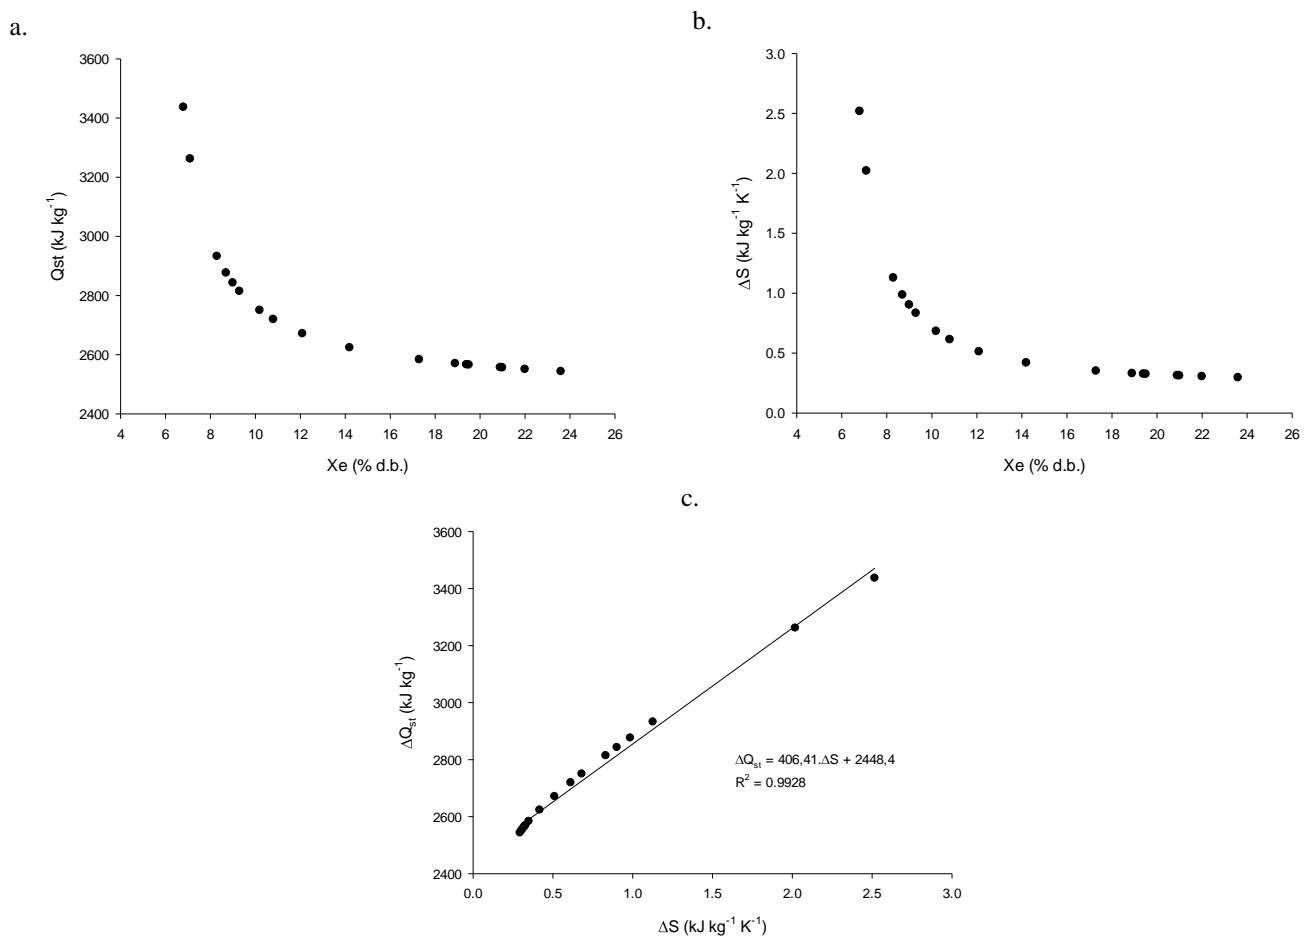 a.
3600
3400
3200
3000
2800
2600
2400
Qst (kJ kg⁻¹)
4 6 8 10 12 14 16 18 20 22 24 26
Xe (% d.b.)
b.
3.0
2.5
2.0
1.5
1.0
0.5
0.0
ΔS (kJ kg⁻¹ K⁻¹)
4 6 8 10 12 14 16 18 20 22 24 26
Xe (% d.b.)
c.
3600
3400
3200
3000
2800
2600
2400
ΔQst (kJ kg⁻¹)
ΔQst = 406,41.ΔS + 2448,4
R² = 0.9928
0.0 0.5 1.0 1.5 2.0 2.5 3.0
ΔS (kJ kg⁻¹ K⁻¹)